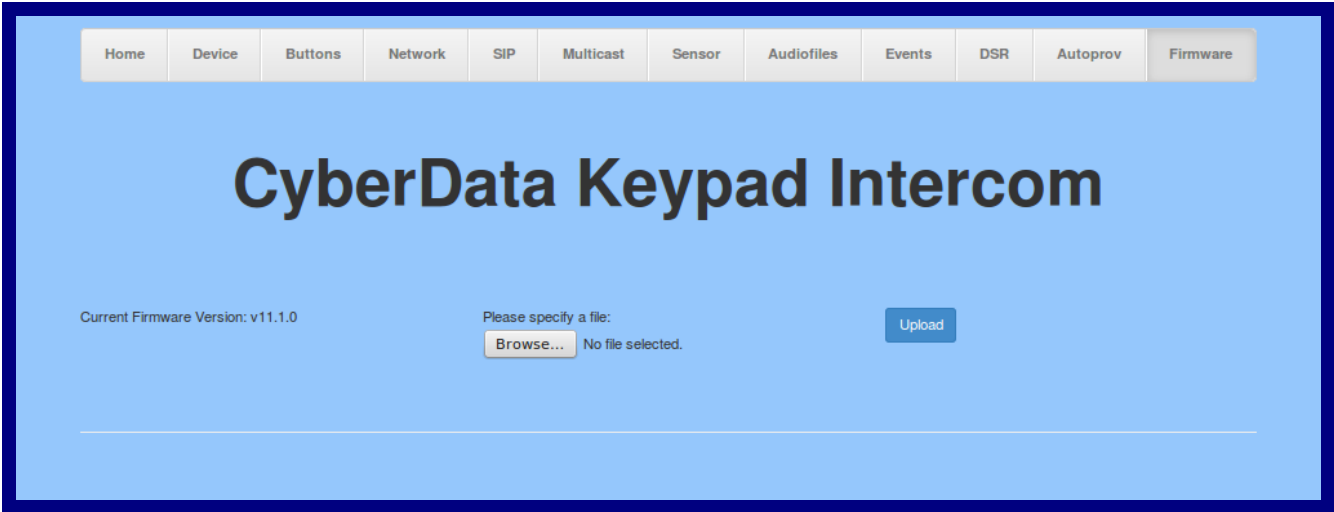 Home Device Buttons Network SIP Multicast Sensor Audiofiles Events DSR Autoprov Firmware
CyberData Keypad Intercom
Current Firmware Version: v11.1.0 Please specify a file: Upload
Browse... No file selected.